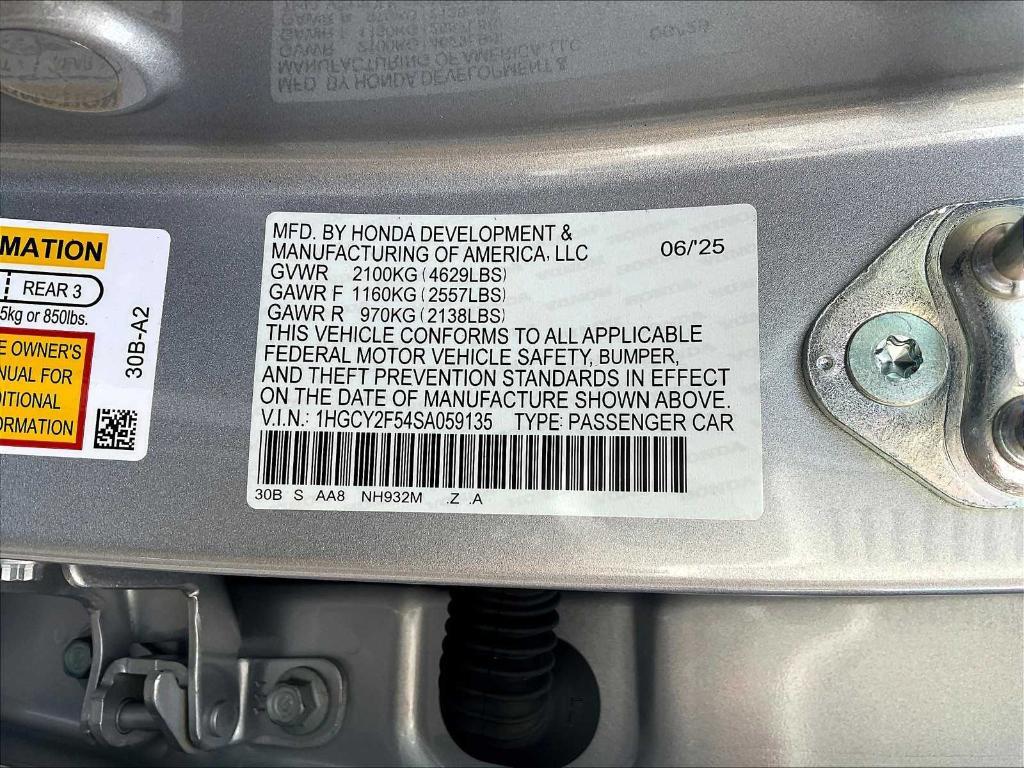 MFD. BY HONDA DEVELOPMENT &
MANUFACTURING OF AMERICA, LLC 06/'25
GVWR 2100KG (4629LBS)
GAWR F 1160KG (2557LBS)
GAWR R 970KG (2138LBS)
THIS VEHICLE CONFORMS TO ALL APPLICABLE
FEDERAL MOTOR VEHICLE SAFETY, BUMPER,
AND THEFT PREVENTION STANDARDS IN EFFECT
ON THE DATE OF MANUFACTURE SHOWN ABOVE.
V.I.N.: 1HGCY2F54SA059135 TYPE: PASSENGER CAR
30B S AA8 NH932M .Z .A
MATION
REAR 3
5kg or 850lbs.
E OWNER'S
NUAL FOR
DITIONAL
ORMATION
30B-A2